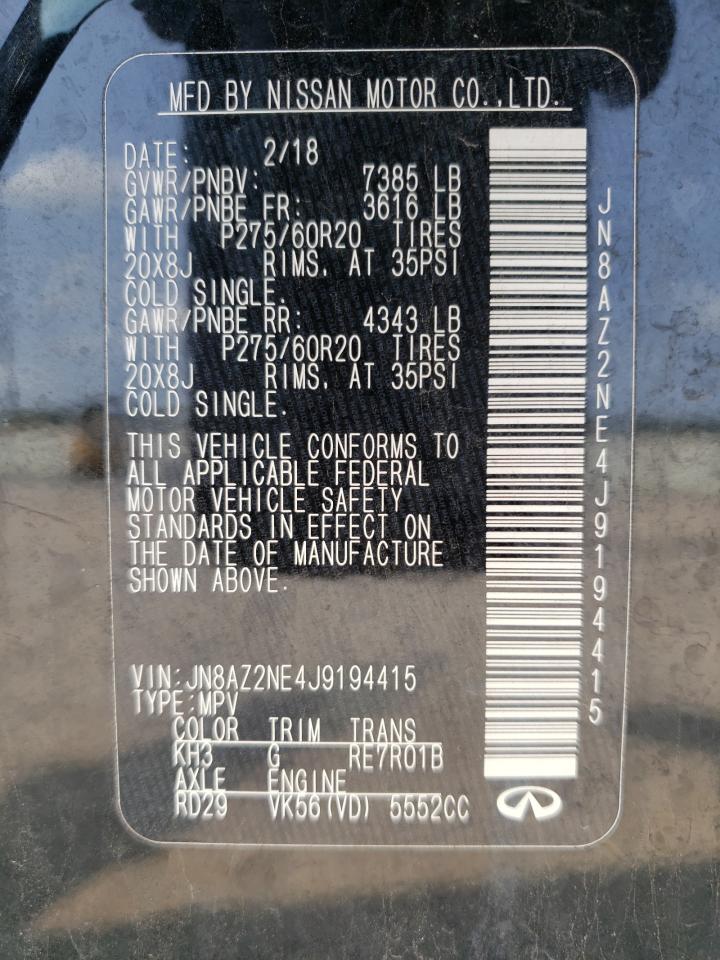 MFD BY NISSAN MOTOR CO.,LTD.
DATE: 2/18
GVWR/PNBV: 7385 LB
GAWR/PNBE FR: 3616 LB
WITH P275/60R20 TIRES
20X8J RIMS, AT 35PSI
COLD SINGLE.
GAWR/PNBE RR: 4343 LB
WITH P275/60R20 TIRES
20X8J RIMS, AT 35PSI
COLD SINGLE.
THIS VEHICLE CONFORMS TO
ALL APPLICABLE FEDERAL
MOTOR VEHICLE SAFETY
STANDARDS IN EFFECT ON
THE DATE OF MANUFACTURE
SHOWN ABOVE.
VIN:JN8AZ2NE4J9194415
TYPE:MPV
COLOR TRIM TRANS
KH3 G RE7R01B
AXLE ENGINE
RD29 VK56(VD) 5552CC
JN8AZ2NE4J9194415